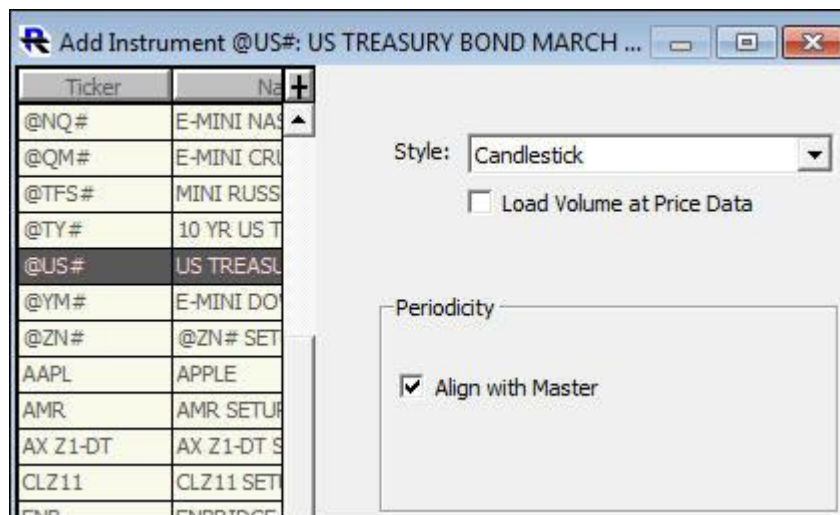 Add Instrument @US#: US TREASURY BOND MARCH ...
Ticker Na
@NQ# E-MINI NAS
@QM# E-MINI CRU
@TFS# MINI RUSS
@TY# 10 YR US T
@US# US TREASU
@YM# E-MINI DO
@ZN# @ZN# SET
AAPL APPLE
AMR AMR SETUP
AX Z1-DT AX Z1-DT S
CLZ11 CLZ11 SET
Style: Candlestick
Load Volume at Price Data
Periodicity
Align with Master